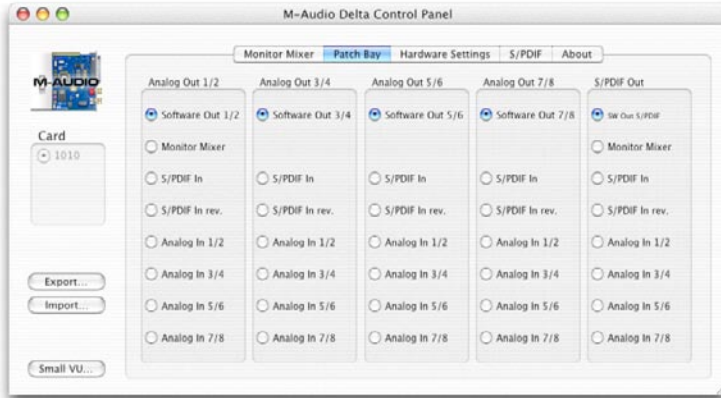 M-Audio Delta Control Panel
Monitor Mixer Patch Bay Hardware Settings S/PDIF About
M-AUDIO
Card
1010
Export...
Import...
Small VU...
Analog Out 1/2
Software Out 1/2
Monitor Mixer
S/PDIF In
S/PDIF In rev.
Analog In 1/2
Analog In 3/4
Analog In 5/6
Analog In 7/8
Analog Out 3/4
Software Out 3/4
S/PDIF In
S/PDIF In rev.
Analog In 1/2
Analog In 3/4
Analog In 5/6
Analog In 7/8
Analog Out 5/6
Software Out 5/6
S/PDIF In
S/PDIF In rev.
Analog In 1/2
Analog In 3/4
Analog In 5/6
Analog In 7/8
Analog Out 7/8
Software Out 7/8
S/PDIF In
S/PDIF In rev.
Analog In 1/2
Analog In 3/4
Analog In 5/6
Analog In 7/8
S/PDIF Out
SW Out S/PDIF
Monitor Mixer
S/PDIF In
S/PDIF In rev.
Analog In 1/2
Analog In 3/4
Analog In 5/6
Analog In 7/8